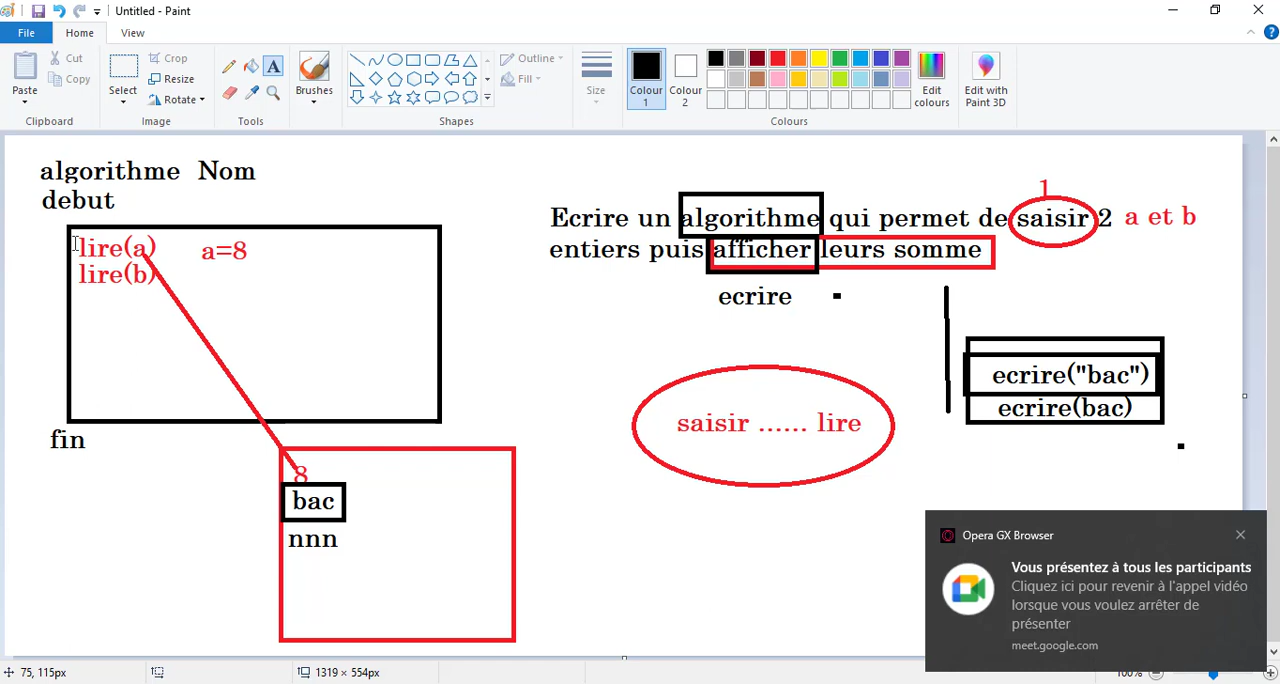 Untitled - Paint
File
Home
View
Paste
Cut
Copy
Clipboard
Select
Crop
Resize
Rotate
Image
A
Tools
Brushes
Shapes
Outline
Fill
Size
Colour 1
Colour 2
Edit colours
Edit with Paint 3D
Colours
algorithme Nom
debut
lire(a)
a=8
lire(b)
fin
8
bac
nnn
1
Ecrire un algorithme qui permet de saisir 2 a et b
entiers puis afficher leurs somme
ecrire
ecrire("bac")
ecrire(bac)
saisir ...... lire
Opera GX Browser
Vous présentez à tous les participants
Cliquez ici pour revenir à l'appel vidéo
lorsque vous voulez arrêter de
présenter
meet.google.com
75, 115px
1319 × 554px
100%